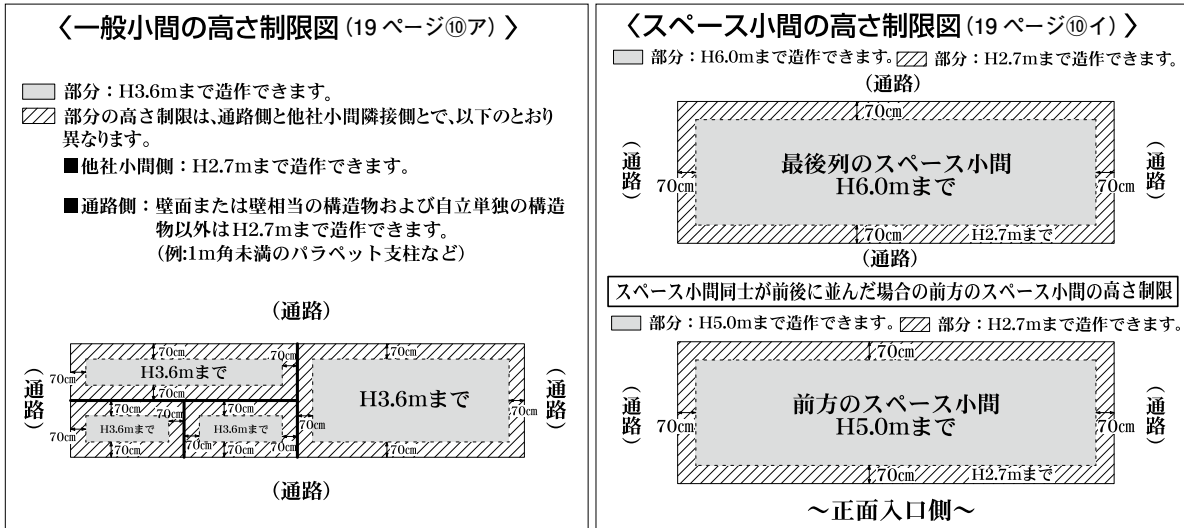 〈一般小間の高さ制限図(19 ページ⑩ア) 〉
部分：H3.6mまで造作できます。
部分の高さ制限は、通路側と他社小間隣接側とで、以下のとおり
異なります。
■他社小間側：H2.7mまで造作できます。
■通路側：壁面または壁相当の構造物および自立単独の構造
物以外はH2.7mまで造作できます。
(例:1m角未満のパラペット支柱など)
(通路)
(通路)
70cm
70cm
70cm
70cm
H3.6mまで
70cm
70cm
H3.6mまで
70cm
70cm
(通路)
70cm
70cm
70cm
H3.6mまで
H3.6mまで
70cm
70cm
70cm
70cm
70cm
(通路)
〈スペース小間の高さ制限図(19 ページ⑩イ) 〉
部分：H6.0mまで造作できます。
部分：H2.7mまで造作できます。
(通路)
70cm
(通路)
70cm
最後列のスペース小間
H6.0mまで
70cm
(通路)
70cm
H2.7mまで
(通路)
スペース小間同士が前後に並んだ場合の前方のスペース小間の高さ制限
部分：H5.0mまで造作できます。
部分：H2.7mまで造作できます。
70cm
(通路)
70cm
前方のスペース小間
H5.0mまで
70cm
(通路)
70cm
H2.7mまで
～正面入口側～